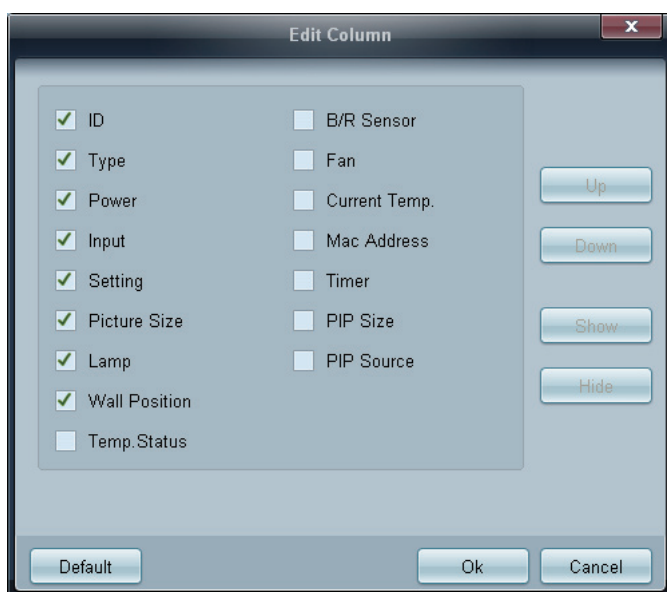 Edit Column
x
ID
Type
Power
Input
Setting
Picture Size
Lamp
Wall Position
Temp.Status
B/R Sensor
Fan
Current Temp.
Mac Address
Timer
PIP Size
PIP Source
Up
Down
Show
Hide
Default
Ok
Cancel